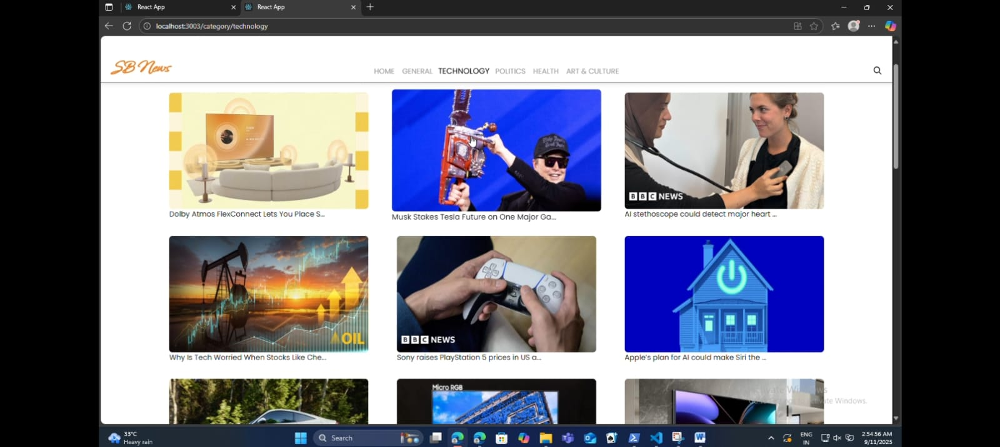 React App
React App
localhost:3003/category/technology
SB News
HOME GENERAL TECHNOLOGY POLITICS HEALTH ART & CULTURE
Dolby Atmos FlexConnect Lets You Place S...
Musk Stakes Tesla Future on One Major Ga...
BBC NEWS
AI stethoscope could detect major heart ...
OIL
Why Is Tech Worried When Stocks Like Che...
BBC NEWS
Sony raises PlayStation 5 prices in US a...
Apple's plan for AI could make Siri the ...
Micro RGB
Activate Windows
Activate Windows.
33°C
Heavy rain
Search
ENG
IN
2:54:56 AM
9/11/2025